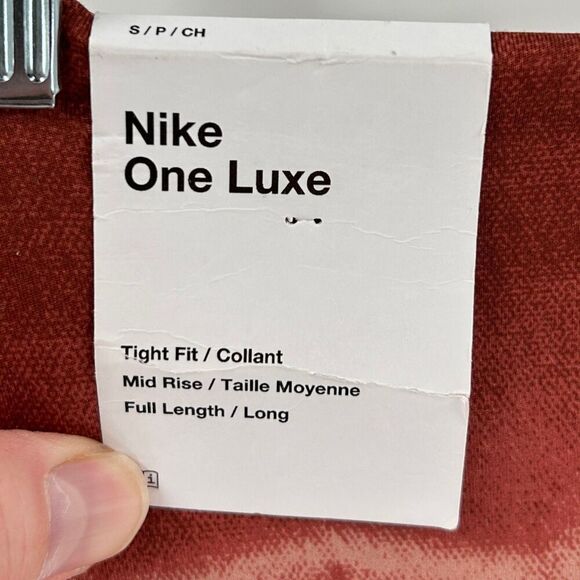 S / P / CH
Nike
One Luxe
Tight Fit / Collant
Mid Rise / Taille Moyenne
Full Length / Long
i